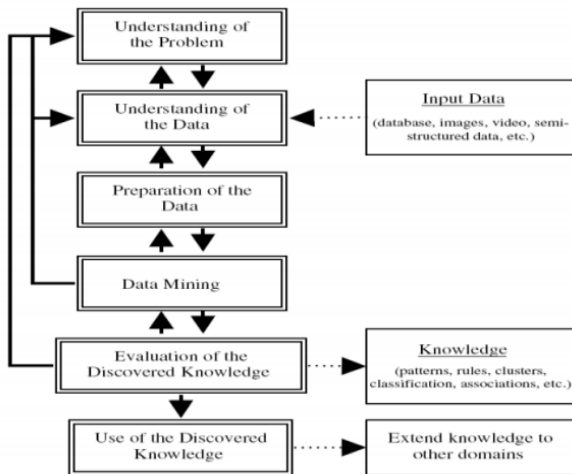 Understanding of
the Problem
Understanding of
the Data
Input Data
(database, images, video, semi-
structured data, etc.)
Preparation of the
Data
Data Mining
Evaluation of the
Discovered Knowledge
Knowledge
(patterns, rules, clusters,
classification, associations, etc.)
Use of the Discovered
Knowledge
Extend knowledge to
other domains